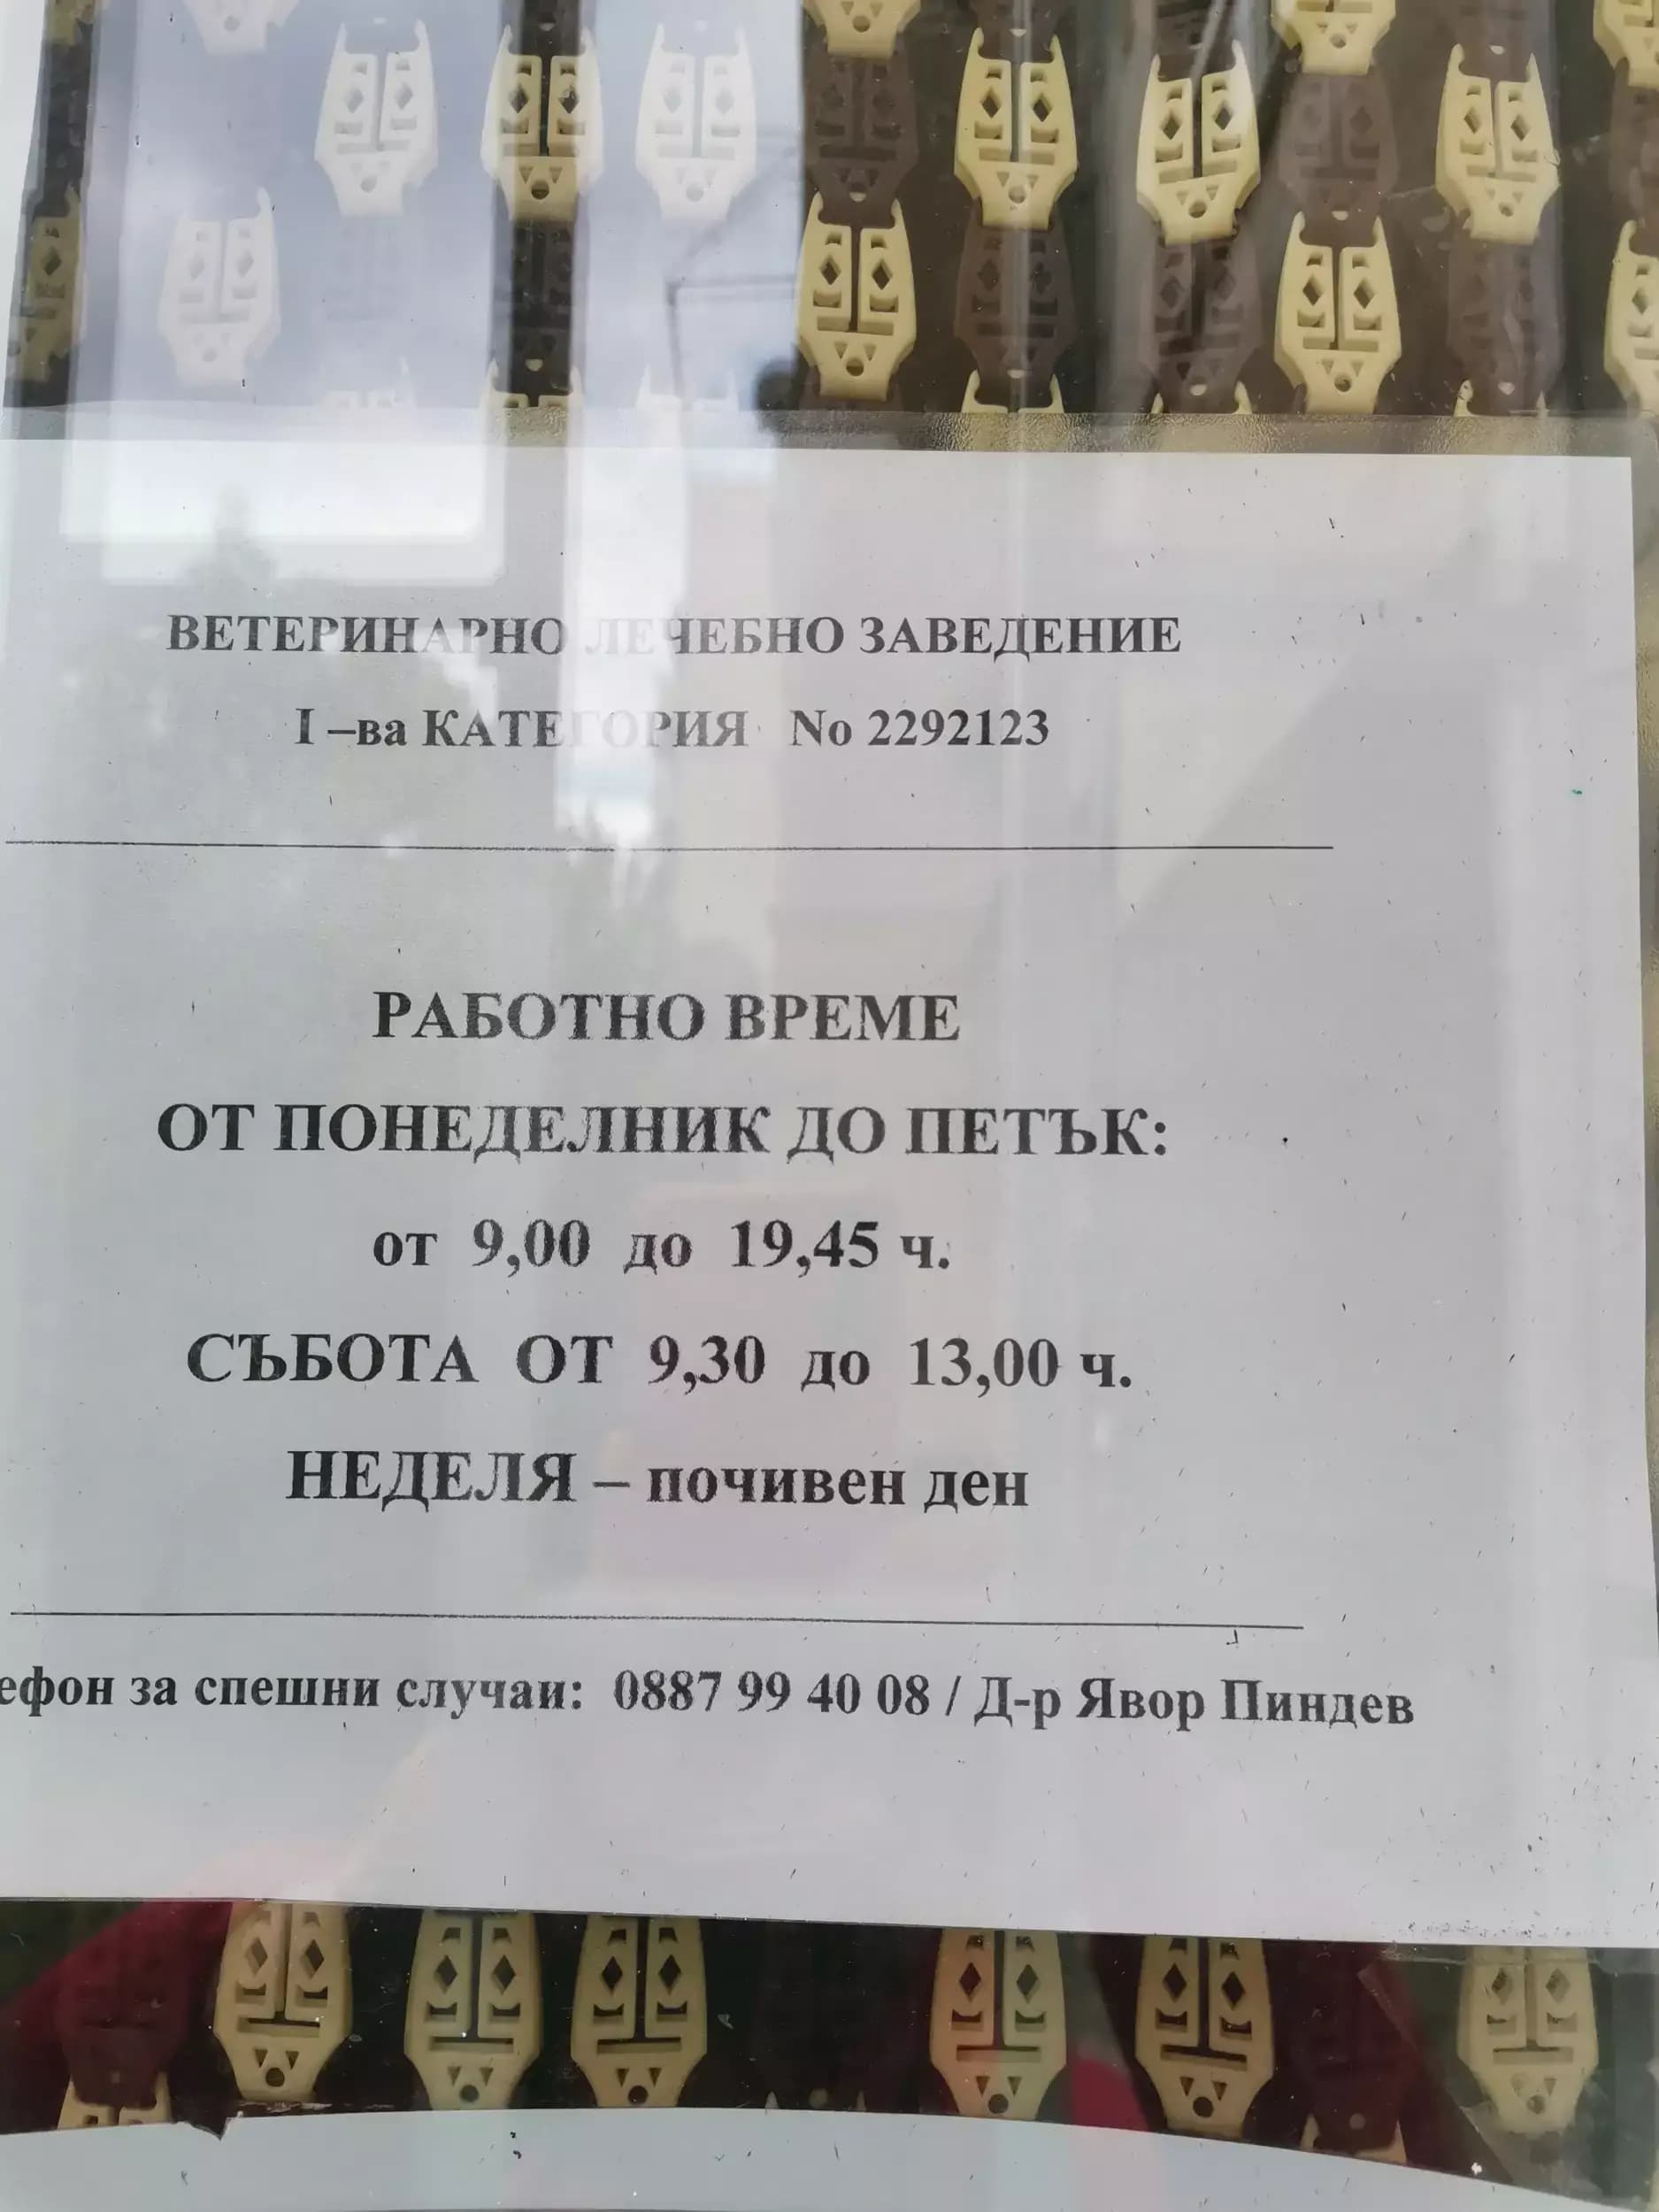 ВЕТЕРИНАРНО ЛЕЧЕБНО ЗАВЕДЕНИЕ
I –ва КАТЕГОРИЯ No 2292123
РАБОТНО ВРЕМЕ
ОТ ПОНЕДЕЛНИК ДО ПЕТЪК:
от 9,00 до 19,45 ч.
СЪБОТА ОТ 9,30 до 13,00 ч.
НЕДЕЛЯ – почивен ден
ефон за спешни случаи: 0887 99 40 08 / Д-р Явор Пиндев